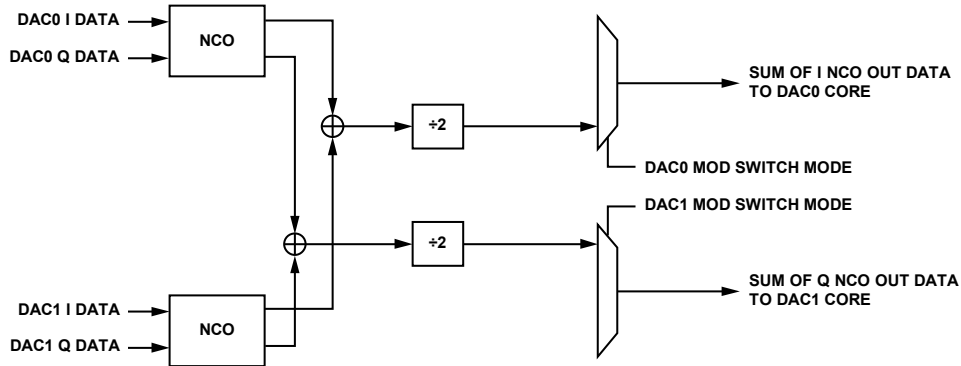 DAC0 I DATA
DAC0 Q DATA
NCO
÷2
SUM OF I NCO OUT DATA
TO DAC0 CORE
DAC0 MOD SWITCH MODE
DAC1 MOD SWITCH MODE
÷2
SUM OF Q NCO OUT DATA
TO DAC1 CORE
DAC1 I DATA
DAC1 Q DATA
NCO